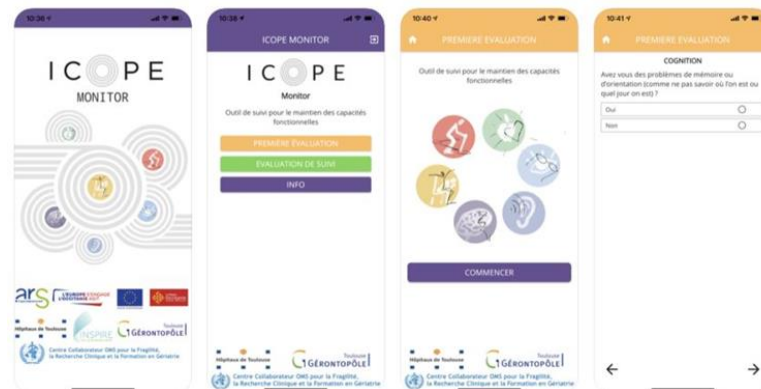 10:36
ICOPE
MONITOR
ars
L'EUROPE S'ENGAGE
L'OCCITANIE AGIT
Hôpitaux de Toulouse
INSPIRE
Toulouse
GÉRONTOPÔLE
Centre Collaborateur OMS pour la Fragilité,
la Recherche Clinique et la Formation en Gériatrie
10:38
ICOPE MONITOR
ICOPE
Monitor
Outil de suivi pour le maintien des capacités
fonctionnelles
PREMIÈRE ÉVALUATION
ÉVALUATION DE SUIVI
INFO
Hôpitaux de Toulouse
Toulouse
GÉRONTOPÔLE
Centre Collaborateur OMS pour la Fragilité,
la Recherche Clinique et la Formation en Gériatrie
10:40
PREMIERE EVALUATION
Outil de suivi pour le maintien des capacités
fonctionnelles
COMMENCER
Hôpitaux de Toulouse
Toulouse
GÉRONTOPÔLE
Centre Collaborateur OMS pour la Fragilité,
la Recherche Clinique et la Formation en Gériatrie
10:41
PREMIERE EVALUATION
COGNITION
Avez vous des problèmes de mémoire ou
d'orientation (comme ne pas savoir où l'on est ou
quel jour on est) ?
Oui
Non